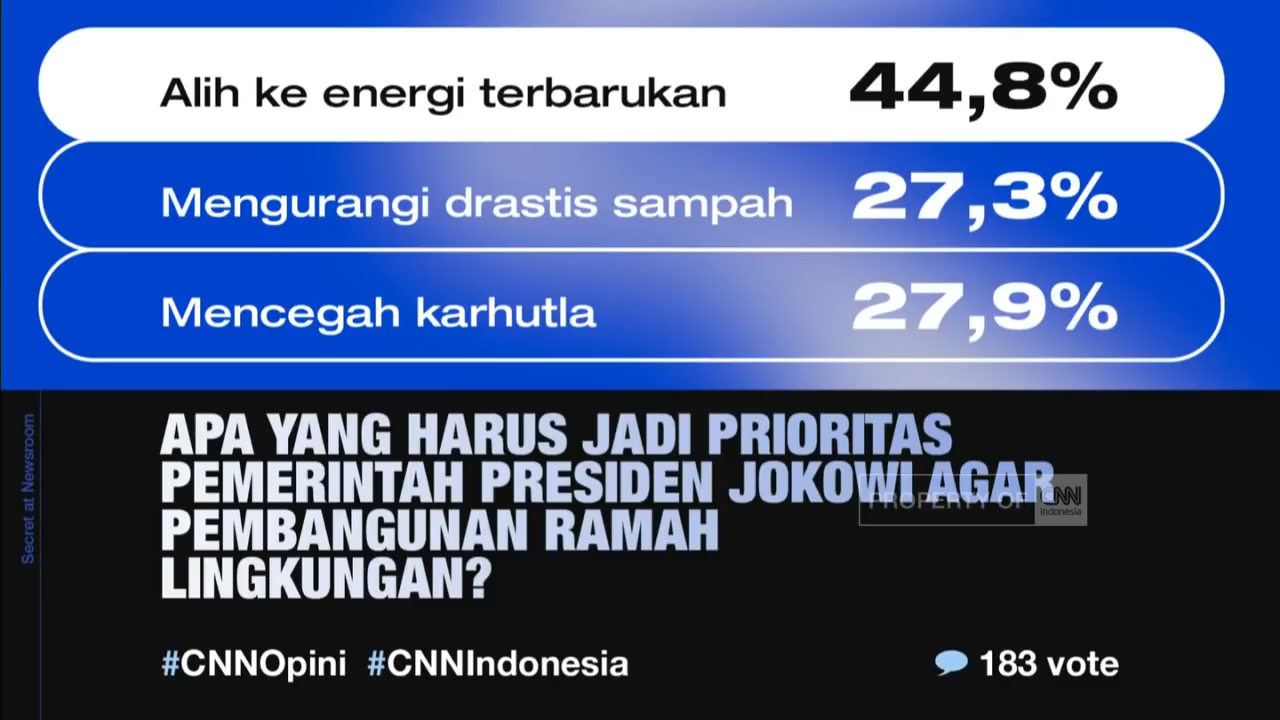 Alih ke energi terbarukan 44,8%
Mengurangi drastis sampah 27,3%
Mencegah karhutla 27,9%
APA YANG HARUS JADI PRIORITAS
PEMERINTAH PRESIDEN JOKOWI AGAR
PEMBANGUNAN RAMAH
LINGKUNGAN?
PROPERTY OF CNN Indonesia
#CNNOpini #CNNIndonesia
183 vote
Secret at Newsroom